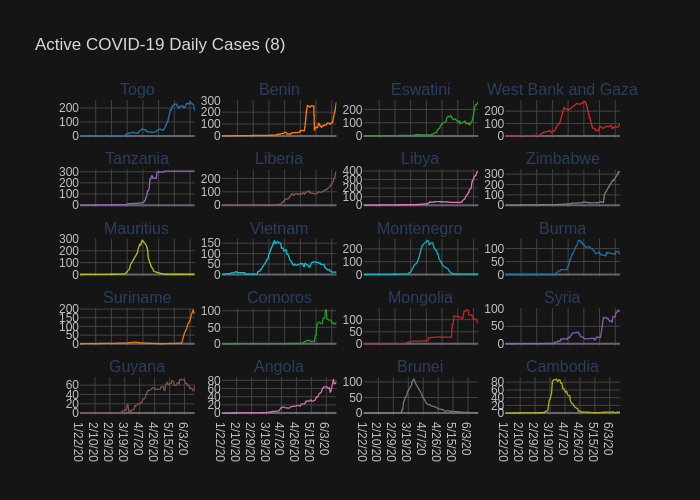 Active COVID-19 Daily Cases (8)
Togo Benin Eswatini West Bank and Gaza
200 100 0
300 200 100 0
200 100 0
200 100 0
Tanzania Liberia Libya Zimbabwe
300 200 100 0
200 100 0
400 300 200 100 0
300 200 100 0
Mauritius Vietnam Montenegro Burma
300 200 100 0
150 100 50 0
200 100 0
100 50 0
Suriname Comoros Mongolia Syria
200 150 100 50 0
100 50 0
100 50 0
100 50 0
Guyana Angola Brunei Cambodia
60 40 20 0
80 60 40 20 0
100 50 0
80 60 40 20 0
1/22/20 2/10/20 2/29/20 3/19/20 4/7/20 4/26/20 5/15/20 6/3/20
1/22/20 2/10/20 2/29/20 3/19/20 4/7/20 4/26/20 5/15/20 6/3/20
1/22/20 2/10/20 2/29/20 3/19/20 4/7/20 4/26/20 5/15/20 6/3/20
1/22/20 2/10/20 2/29/20 3/19/20 4/7/20 4/26/20 5/15/20 6/3/20